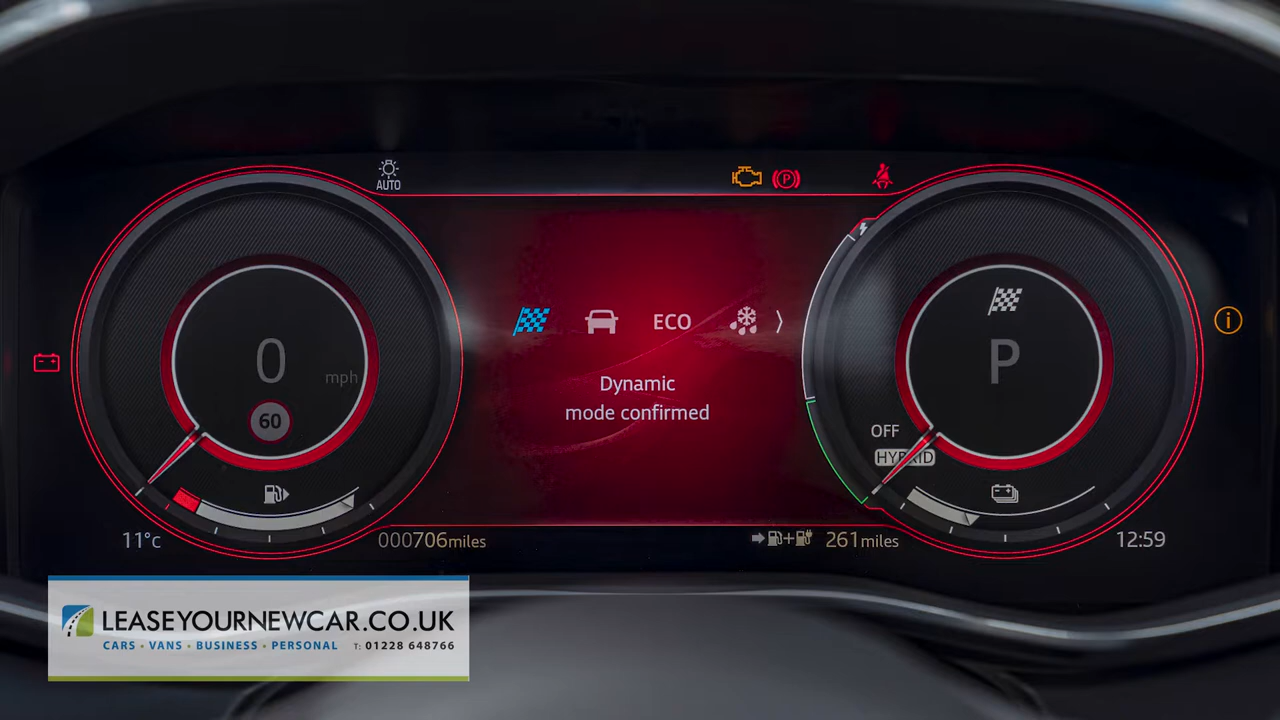 AUTO
ECO
Dynamic
mode confirmed
0
mph
60
P
P
OFF
HYBRID
11°c
000706miles
261miles
12:59
LEASEYOURNEWCAR.CO.UK
CARS • VANS • BUSINESS • PERSONAL T: 01228 648766